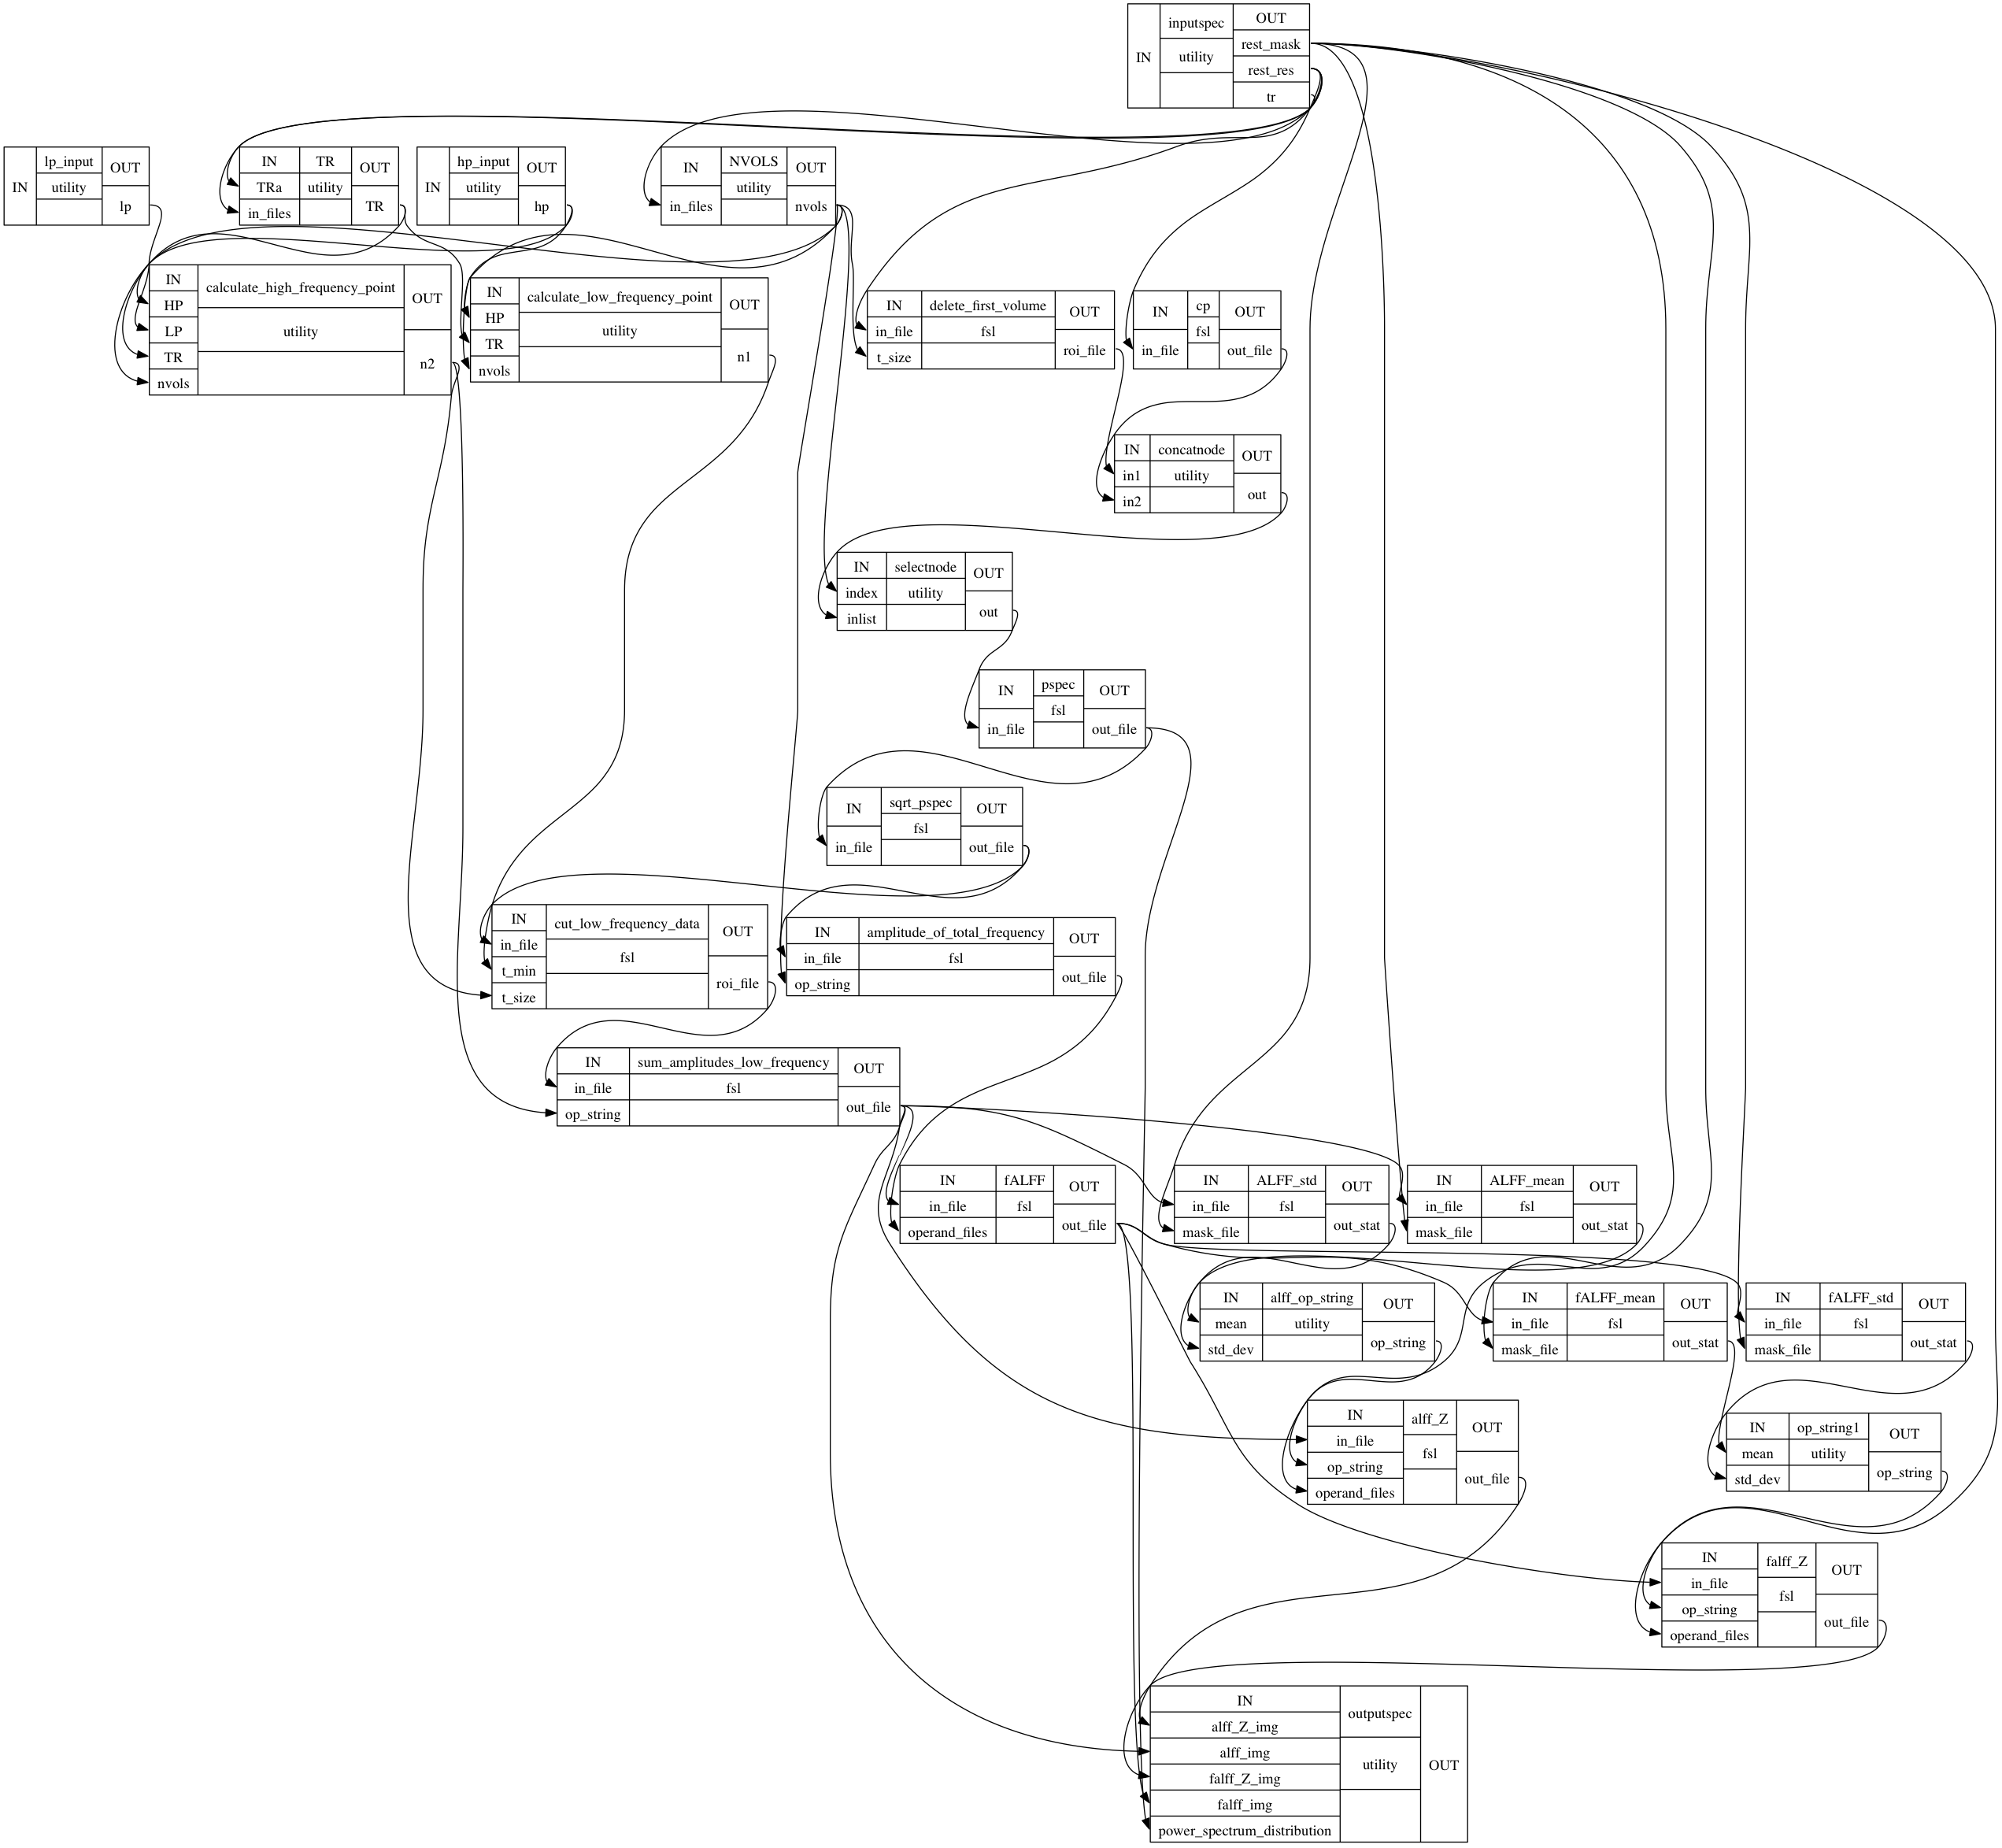 IN
inputspec
utility
OUT
rest_mask
rest_res
tr
IN
lp_input
utility
OUT
lp
IN
TRa
in_files
TR
utility
OUT
TR
IN
hp_input
utility
OUT
hp
IN
in_files
NVOLS
utility
OUT
nvols
IN
HP
LP
TR
nvols
calculate_high_frequency_point
utility
OUT
n2
IN
HP
TR
nvols
calculate_low_frequency_point
utility
OUT
n1
IN
in_file
t_size
delete_first_volume
fsl
OUT
roi_file
IN
in_file
cp
fsl
OUT
out_file
IN
in1
in2
concatnode
utility
OUT
out
IN
index
inlist
selectnode
utility
OUT
out
IN
in_file
pspec
fsl
OUT
out_file
IN
in_file
sqrt_pspec
fsl
OUT
out_file
IN
in_file
t_min
t_size
cut_low_frequency_data
fsl
OUT
roi_file
IN
in_file
op_string
amplitude_of_total_frequency
fsl
OUT
out_file
IN
in_file
op_string
sum_amplitudes_low_frequency
fsl
OUT
out_file
IN
in_file
operand_files
fALFF
fsl
OUT
out_file
IN
in_file
mask_file
ALFF_std
fsl
OUT
out_stat
IN
in_file
mask_file
ALFF_mean
fsl
OUT
out_stat
IN
mean
std_dev
alff_op_string
utility
OUT
op_string
IN
in_file
mask_file
fALFF_mean
fsl
OUT
out_stat
IN
in_file
mask_file
fALFF_std
fsl
OUT
out_stat
IN
in_file
op_string
operand_files
alff_Z
fsl
OUT
out_file
IN
mean
std_dev
op_string1
utility
OUT
op_string
IN
in_file
op_string
operand_files
falff_Z
fsl
OUT
out_file
IN
alff_Z_img
alff_img
falff_Z_img
falff_img
power_spectrum_distribution
outputspec
utility
OUT